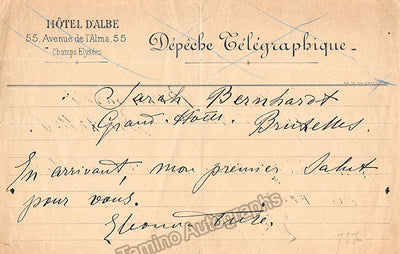 HÔTEL D'ALBE
55, Avenue de l'Alma, 55
Champs Elysées
Dépêche Télégraphique
Sarah Bernhardt
Grand Hôtel Bruxelles.
En arrivant, mon premier salut
pour vous.
Eleonora Duse.
Tamino Autographs
737